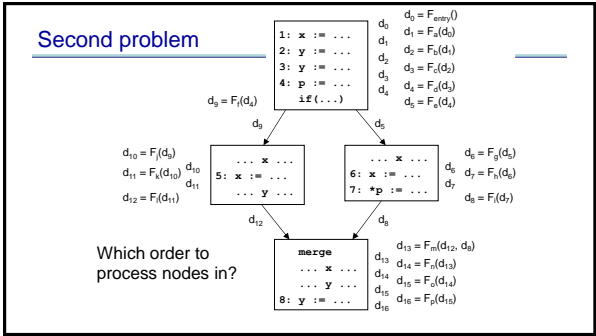 Second problem
1: x := ...
2: y := ...
3: y := ...
4: p := ...
if(...)
d0
d1
d2
d3
d4
d0 = Fentry()
d1 = Fa(d0)
d2 = Fb(d1)
d3 = Fc(d2)
d4 = Fd(d3)
d5 = Fe(d4)
d9 = Ff(d4)
d9
d5
d10 = Fj(d9)
d11 = Fk(d10)
d12 = Fl(d11)
d10
d11
... x ...
5: x := ...
... y ...
... x ...
6: x := ...
7: *p := ...
d6
d7
d6 = Fg(d5)
d7 = Fh(d6)
d8 = Fi(d7)
d12
d8
Which order to
process nodes in?
merge
... x ...
... y ...
8: y := ...
d13
d14
d15
d16
d13 = Fm(d12, d8)
d14 = Fn(d13)
d15 = Fo(d14)
d16 = Fp(d15)